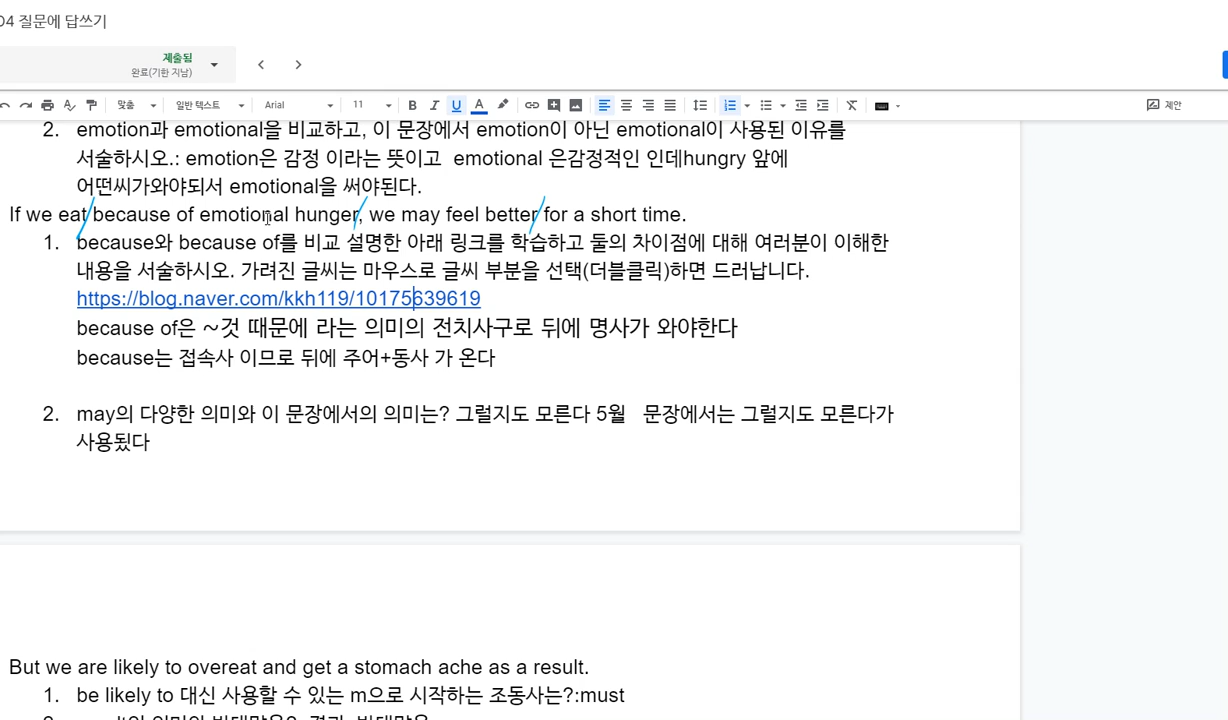 04 질문에 답쓰기
제출됨
완료(기한 지남)
맞춤 일반 텍스트 Arial 11 B I U A 제안
2. emotion과 emotional을 비교하고, 이 문장에서 emotion이 아닌 emotional이 사용된 이유를
서술하시오.: emotion은 감정 이라는 뜻이고 emotional 은감정적인 인데hungry 앞에
어떤씨가와야되서 emotional을 써야된다.
If we eat because of emotional hunger, we may feel better for a short time.
1. because와 because of를 비교 설명한 아래 링크를 학습하고 둘의 차이점에 대해 여러분이 이해한
내용을 서술하시오. 가려진 글씨는 마우스로 글씨 부분을 선택(더블클릭)하면 드러납니다.
https://blog.naver.com/kkh119/10175639619
because of은 ~것 때문에 라는 의미의 전치사구로 뒤에 명사가 와야한다
because는 접속사 이므로 뒤에 주어+동사 가 온다
2. may의 다양한 의미와 이 문장에서의 의미는? 그럴지도 모른다 5월 문장에서는 그럴지도 모른다가
사용됐다
But we are likely to overeat and get a stomach ache as a result.
1. be likely to 대신 사용할 수 있는 m으로 시작하는 조동사는?:must